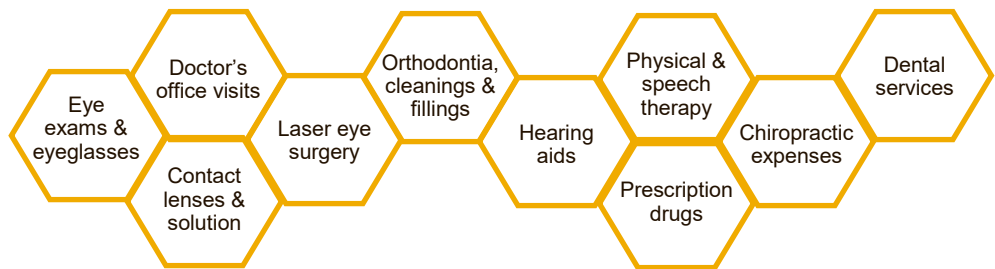 Eye
exams &
eyeglasses
Doctor’s
office visits
Contact
lenses &
solution
Laser eye
surgery
Orthodontia,
cleanings &
fillings
Hearing
aids
Physical &
speech
therapy
Prescription
drugs
Chiropractic
expenses
Dental
services